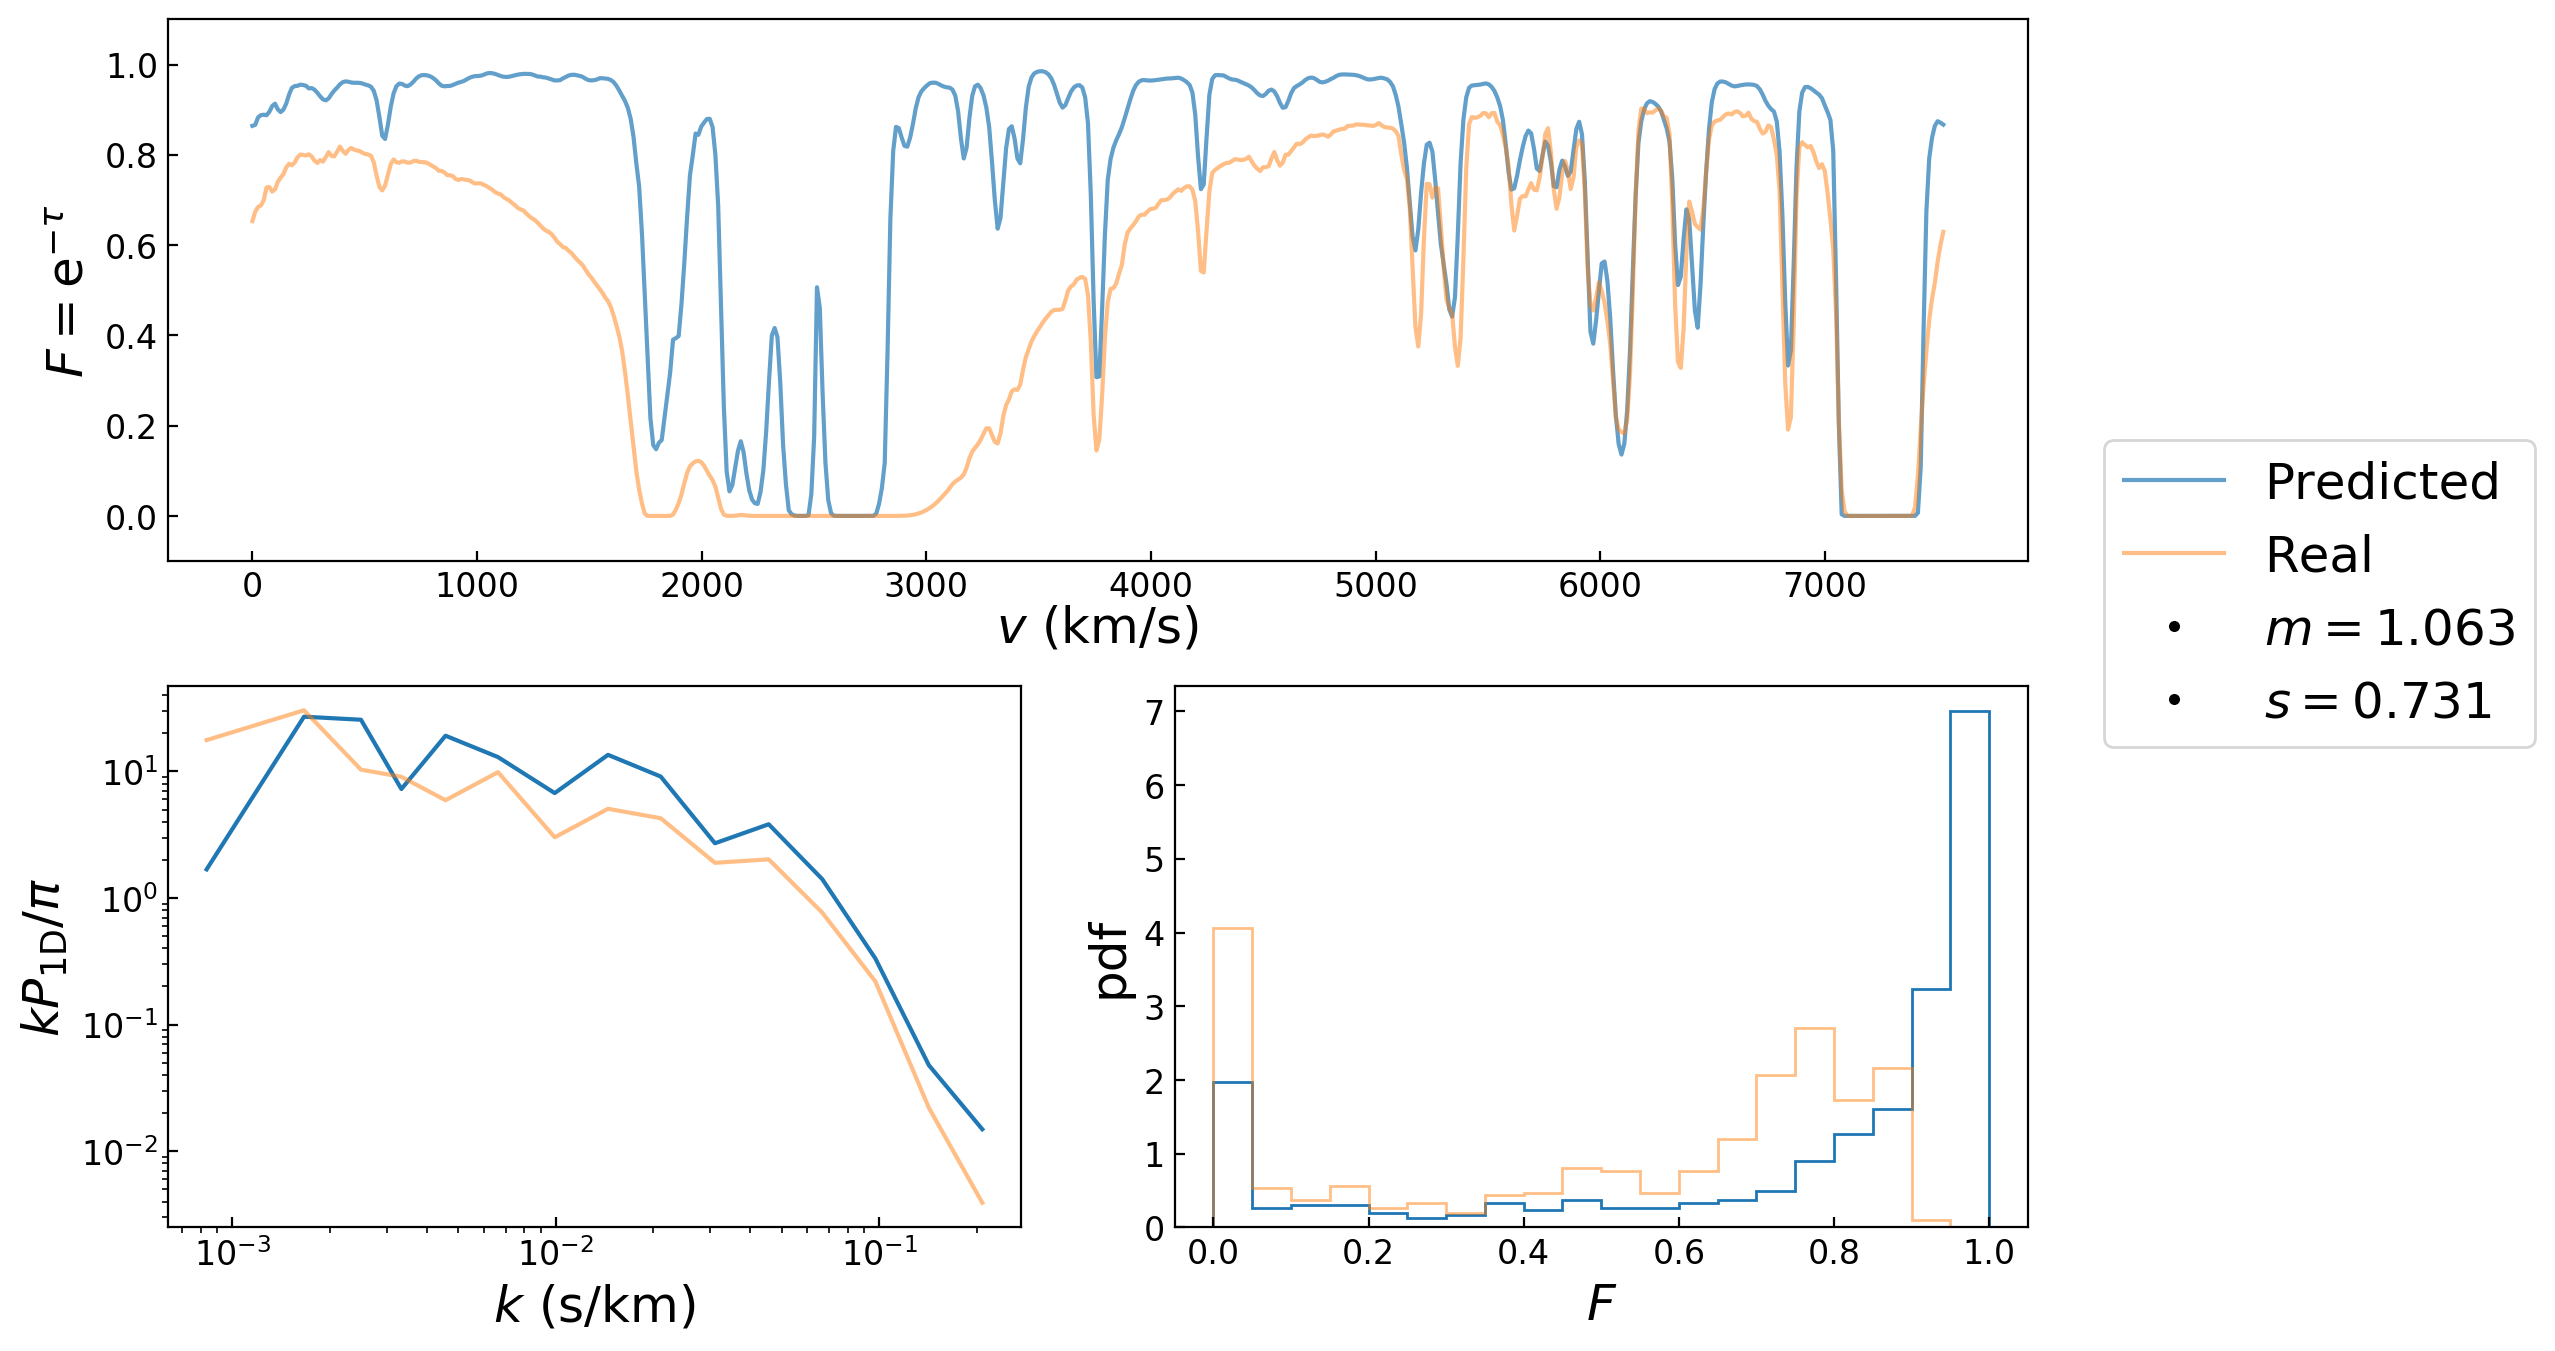 1.0
0.8
0.6
0.4
0.2
0.0
F = e^{−τ}
0 1000 2000 3000 4000 5000 6000 7000
v (km/s)
Predicted
Real
m = 1.063
s = 0.731
10^1
10^0
10^{−1}
10^{−2}
kP_{1D}/π
10^{−3} 10^{−2} 10^{−1}
k (s/km)
7
6
5
4
3
2
1
0
pdf
0.0 0.2 0.4 0.6 0.8 1.0
F